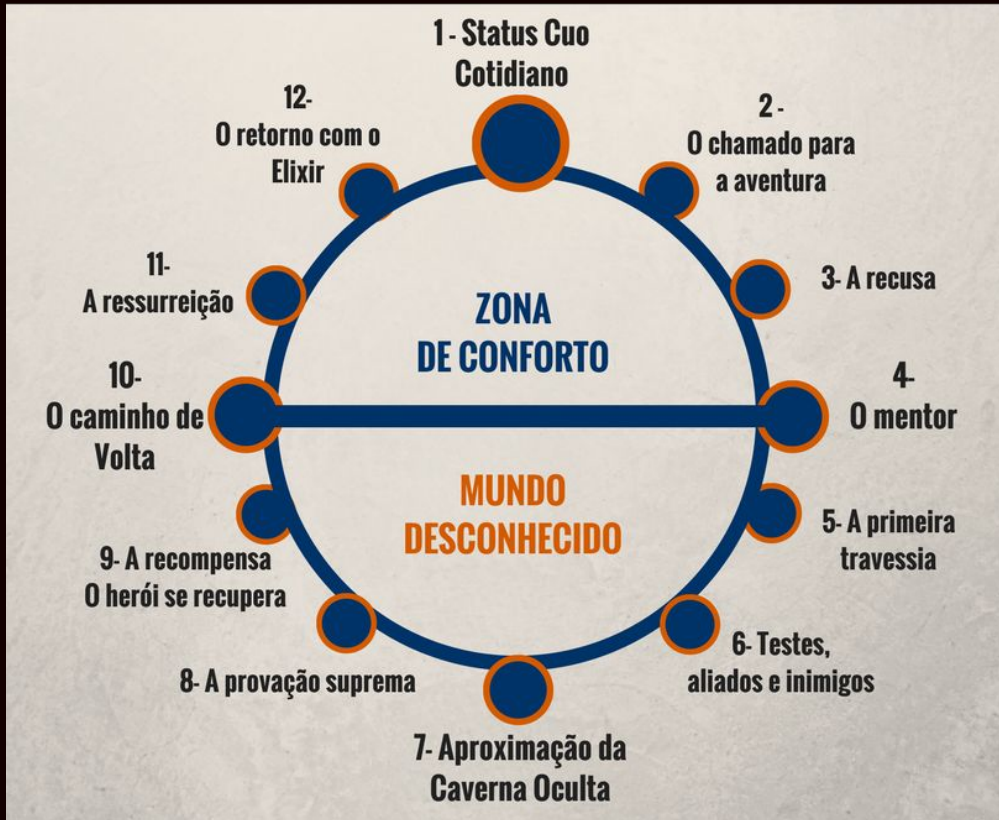 1 - Status Cuo
Cotidiano
2 -
O chamado para
a aventura
3- A recusa
4-
O mentor
5- A primeira
travessia
6- Testes,
aliados e inimigos
7- Aproximação da
Caverna Oculta
8- A provação suprema
9- A recompensa
O herói se recupera
10-
O caminho de
Volta
11-
A ressurreição
12-
O retorno com o
Elixir
ZONA
DE CONFORTO
MUNDO
DESCONHECIDO